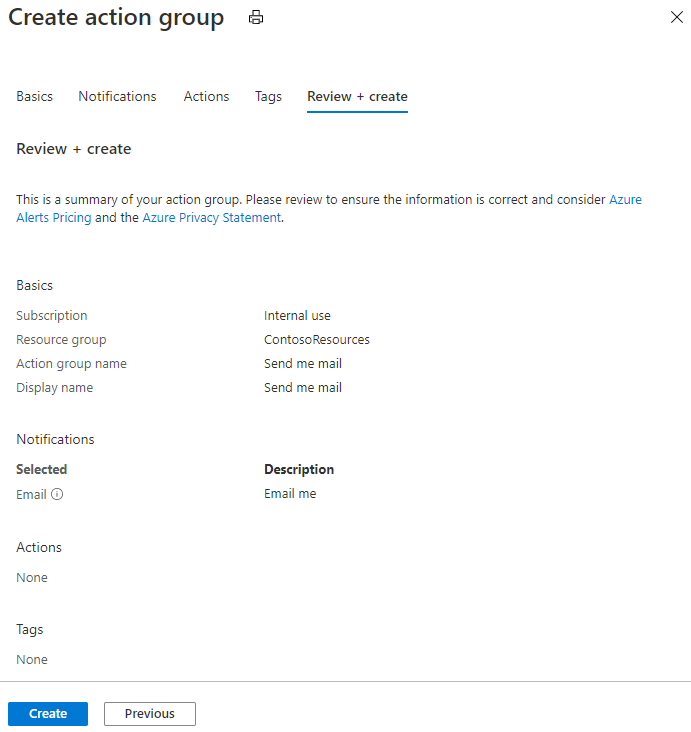 Create action group
Basics Notifications Actions Tags Review + create
Review + create
This is a summary of your action group. Please review to ensure the information is correct and consider Azure
Alerts Pricing and the Azure Privacy Statement.
Basics
Subscription Internal use
Resource group ContosoResources
Action group name Send me mail
Display name Send me mail
Notifications
Selected Description
Email Email me
Actions
None
Tags
None
Create Previous